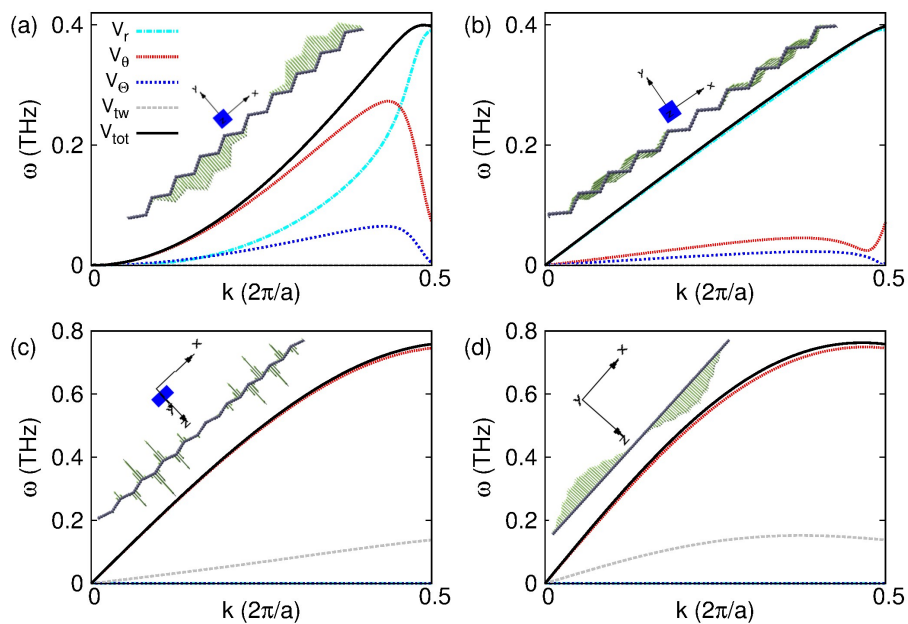 (a)
V_r
V_θ
V_Θ
V_tw
V_tot
Y
X
ω (THz)
0.4
0.2
0
0
0.5
k (2π/a)
(b)
Y
X
ω (THz)
0.4
0.2
0
0
0.5
k (2π/a)
(c)
X
Y
Z
ω (THz)
0.8
0.6
0.4
0.2
0
0
0.5
k (2π/a)
(d)
X
Y
Z
ω (THz)
0.8
0.6
0.4
0.2
0
0
0.5
k (2π/a)